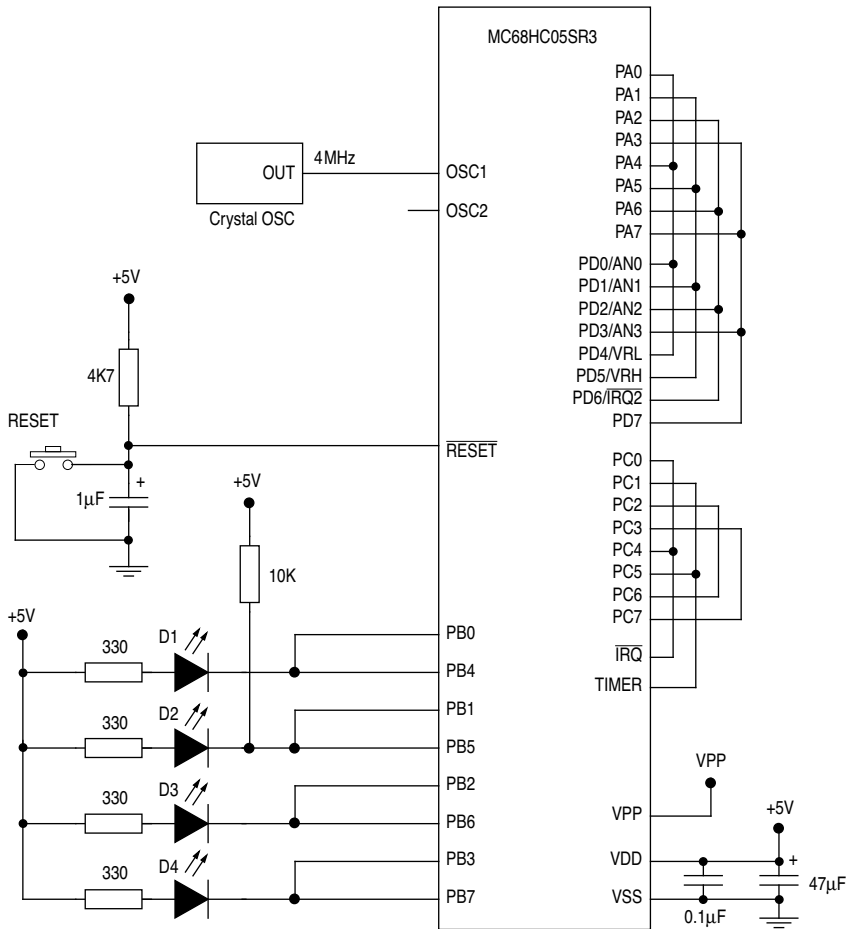 MC68HC05SR3
PA0
PA1
PA2
PA3
PA4
PA5
PA6
PA7
PD0/AN0
PD1/AN1
PD2/AN2
PD3/AN3
PD4/VRL
PD5/VRH
PD6/IRQ2
PD7
PC0
PC1
PC2
PC3
PC4
PC5
PC6
PC7
IRQ
TIMER
VPP
VPP
+5V
VDD
+
47μF
VSS
0.1μF
OUT
4MHz
OSC1
Crystal OSC
OSC2
+5V
4K7
RESET
RESET
+
1μF
+5V
10K
+5V
330
D1
PB0
PB4
330
D2
PB1
PB5
330
D3
PB2
PB6
330
D4
PB3
PB7